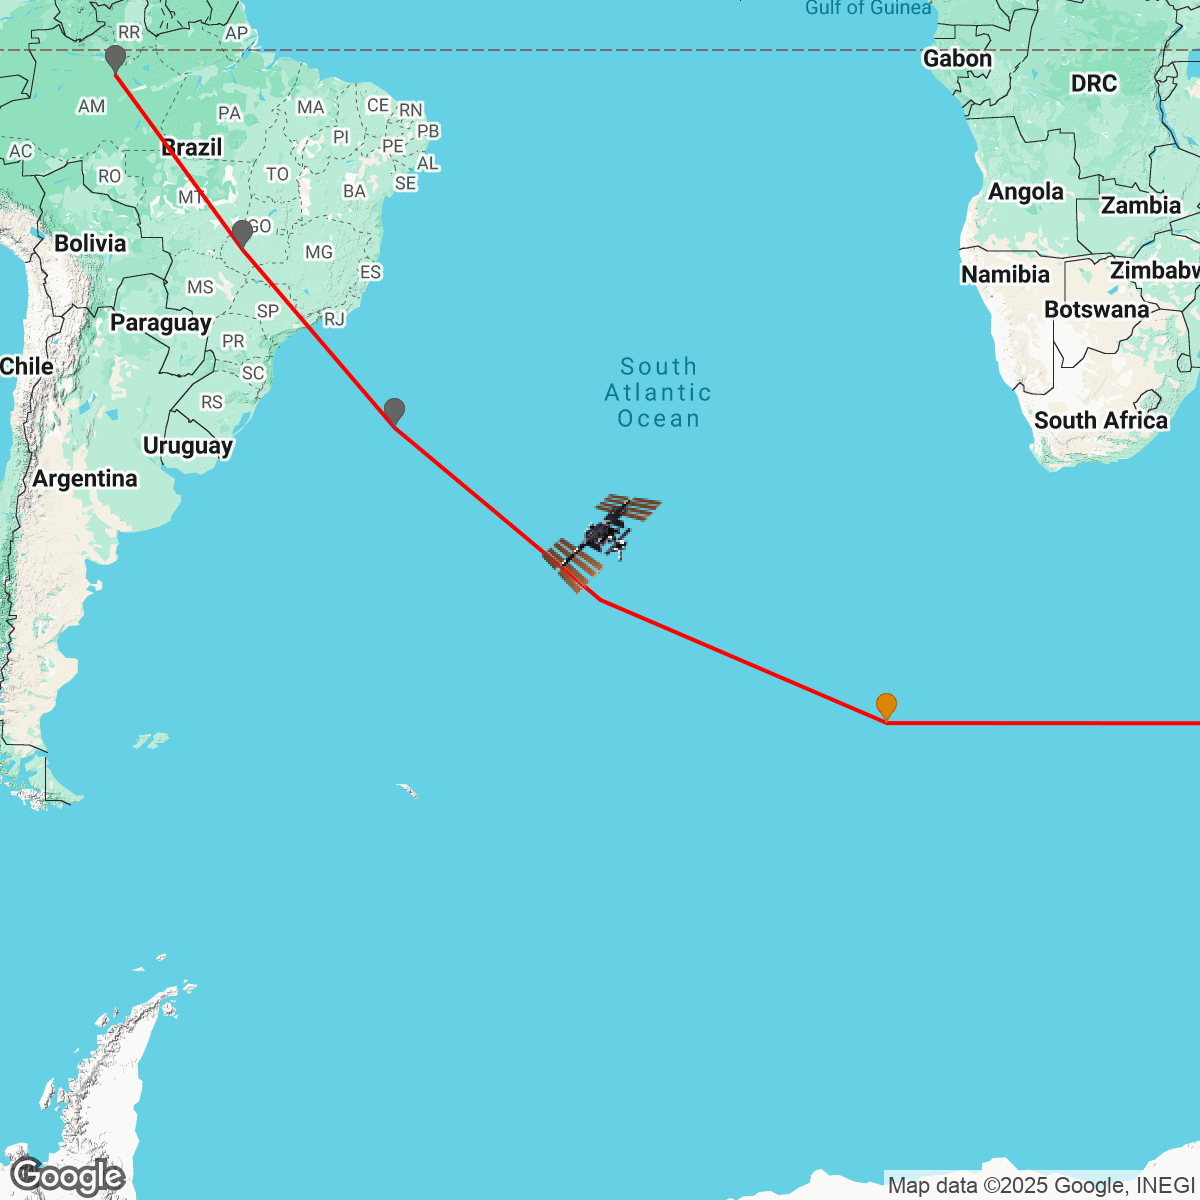 Gulf of Guinea
RR
AP
Gabon
DRC
AM
PA
MA
CE
RN
PI
PB
PE
Brazil
AC
AL
RO
TO
SE
MT
BA
Angola
Zambia
GO
Bolivia
MG
ES
Namibia
Zimbabw
MS
SP
RJ
Botswana
Paraguay
PR
Chile
SC
South
Atlantic
Ocean
RS
South Africa
Uruguay
Argentina
Google
Map data ©2025 Google, INEGI